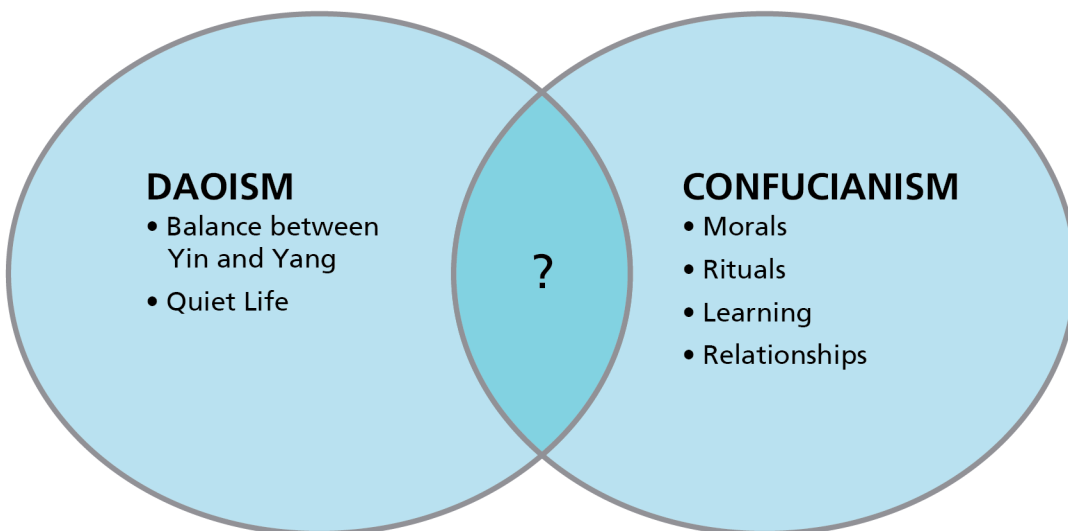 DAOISM
• Balance between
Yin and Yang
• Quiet Life
?
CONFUCIANISM
• Morals
• Rituals
• Learning
• Relationships